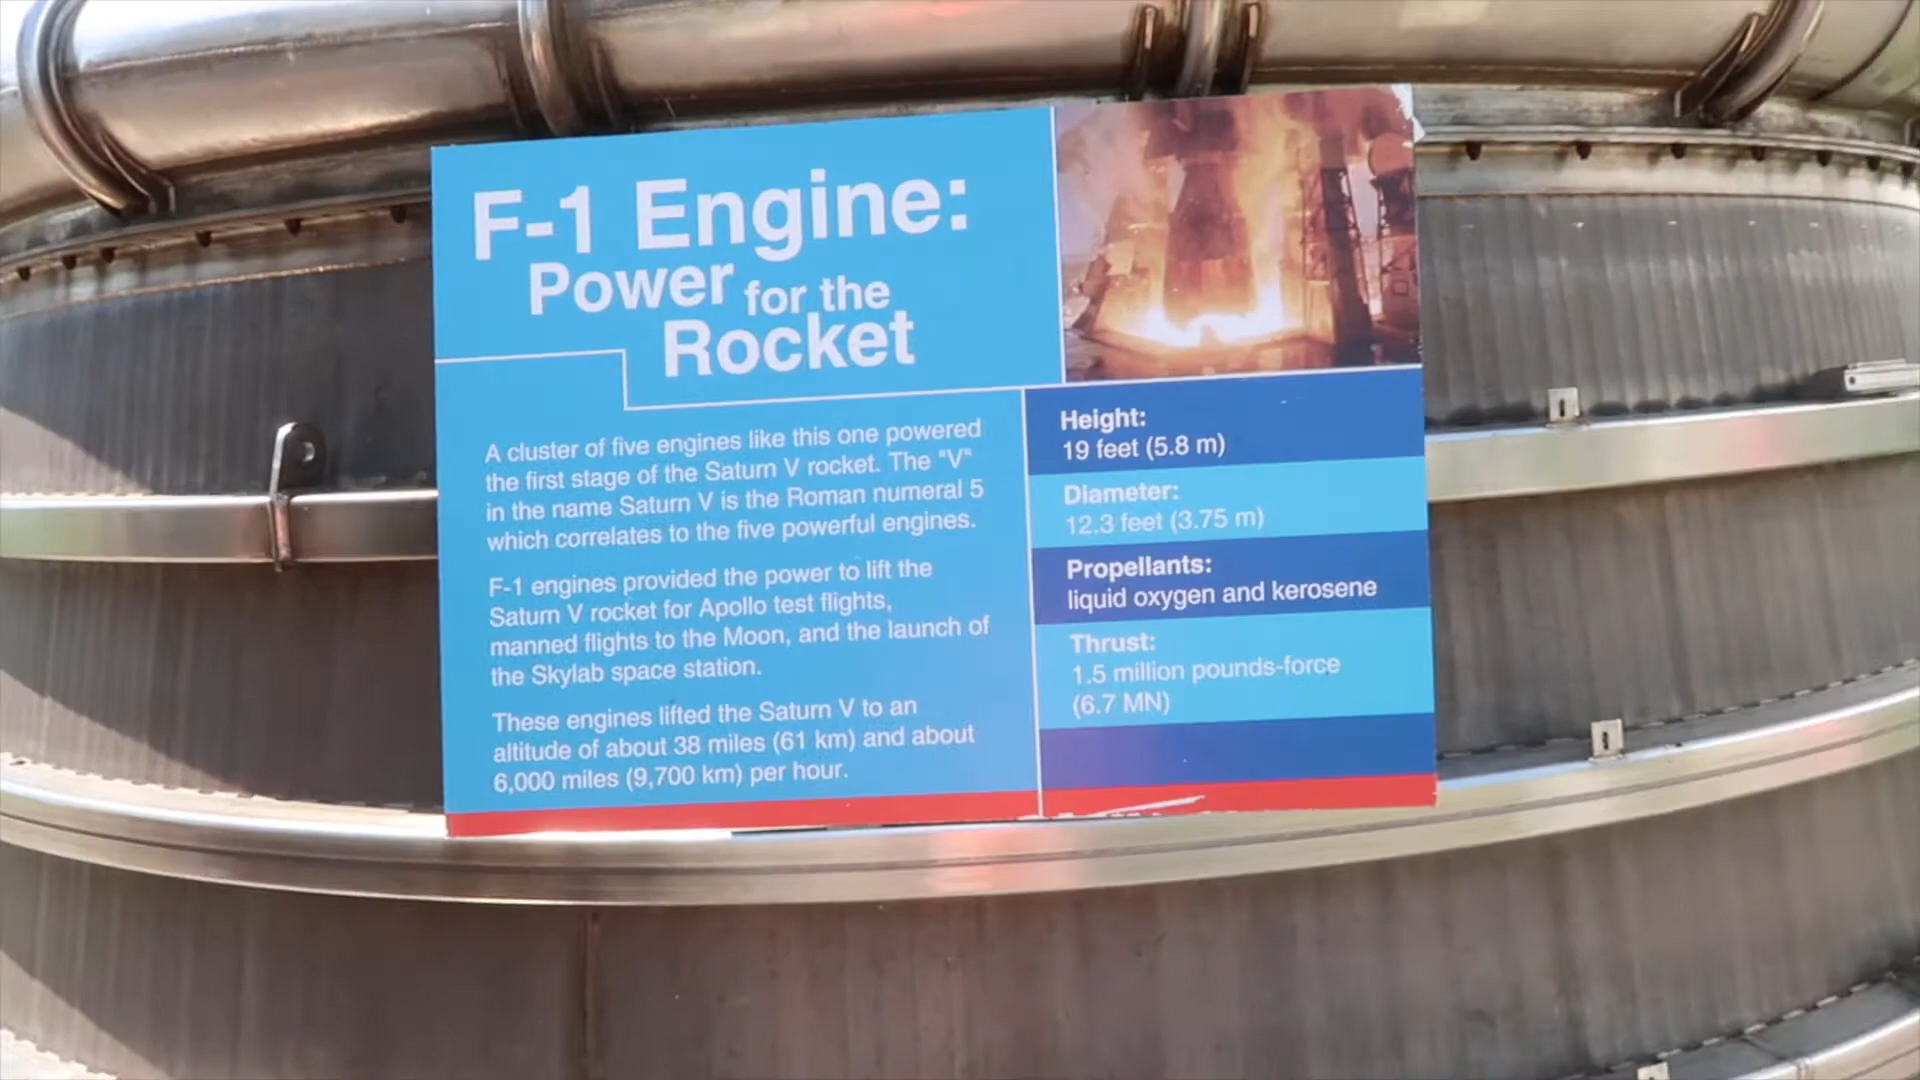 F-1 Engine:
Power for the
Rocket
A cluster of five engines like this one powered
the first stage of the Saturn V rocket. The "V"
in the name Saturn V is the Roman numeral 5
which correlates to the five powerful engines.
F-1 engines provided the power to lift the
Saturn V rocket for Apollo test flights,
manned flights to the Moon, and the launch of
the Skylab space station.
These engines lifted the Saturn V to an
altitude of about 38 miles (61 km) and about
6,000 miles (9,700 km) per hour.
Height:
19 feet (5.8 m)
Diameter:
12.3 feet (3.75 m)
Propellants:
liquid oxygen and kerosene
Thrust:
1.5 million pounds-force
(6.7 MN)